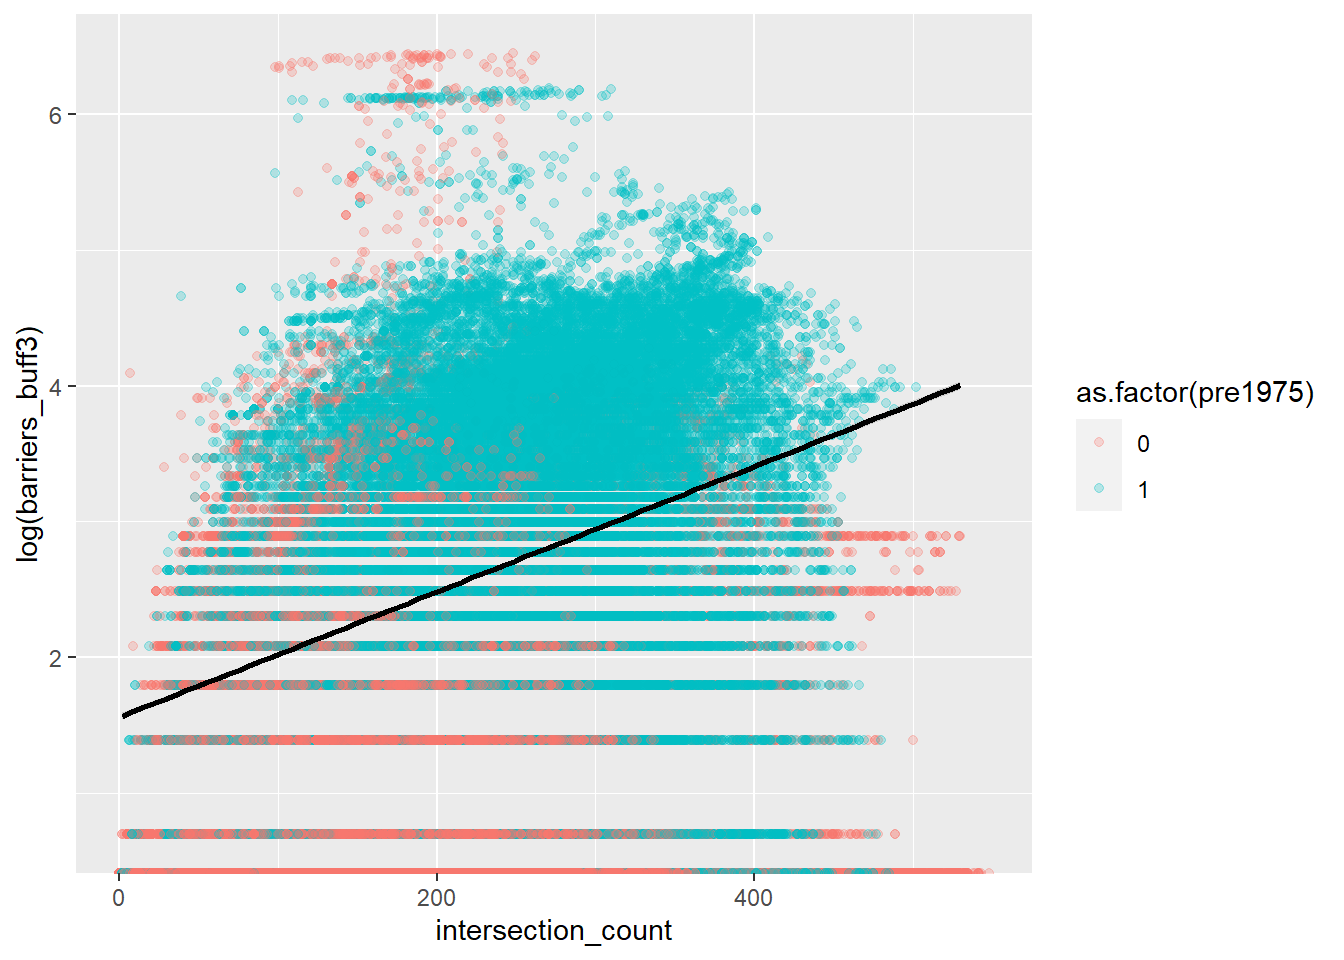 6
4
2
log(barriers_buff3)
0
200
400
intersection_count
as.factor(pre1975)
0
1